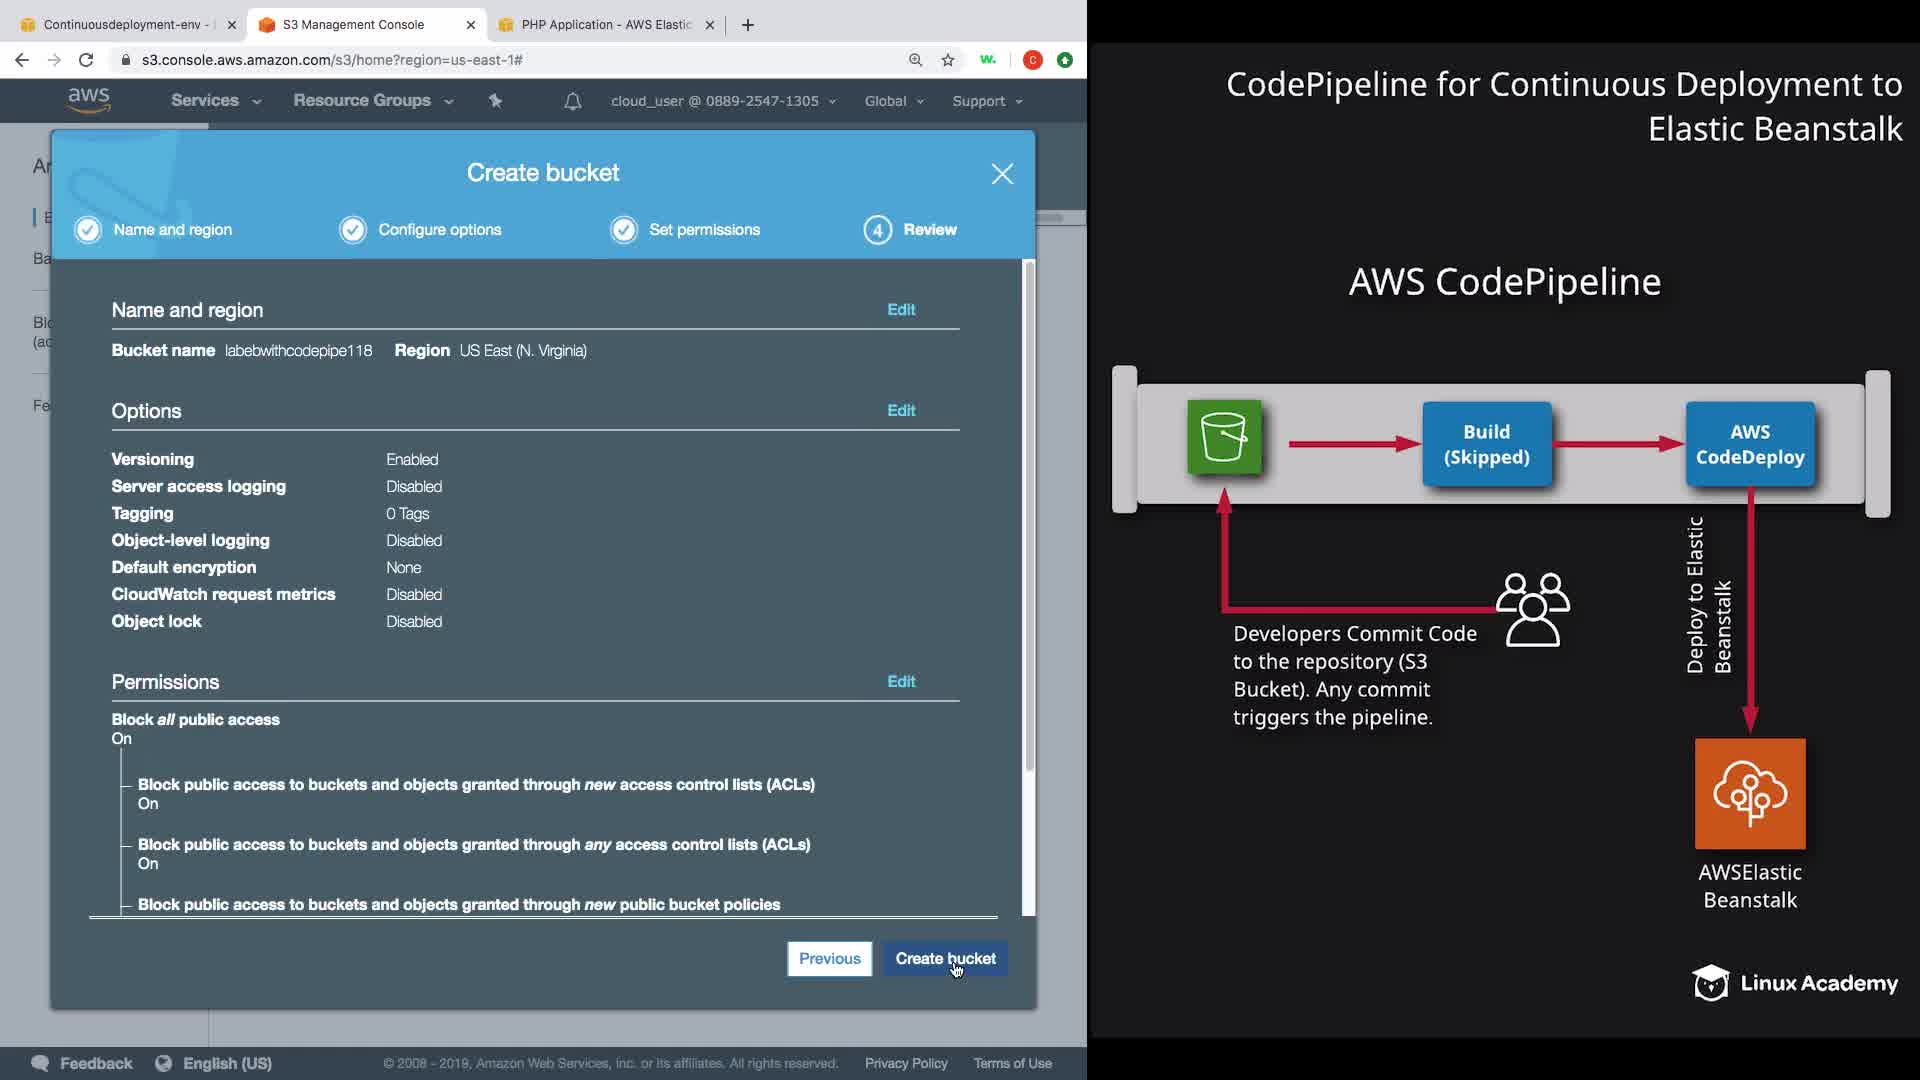 Continuousdeployment-env -
S3 Management Console
PHP Application - AWS Elastic
s3.console.aws.amazon.com/s3/home?region=us-east-1#
w.
C
aws
Services
Resource Groups
cloud_user @ 0889-2547-1305
Global
Support
Create bucket
Name and region
Configure options
Set permissions
4 Review
Name and region
Edit
Bucket name labebwithcodepipe118 Region US East (N. Virginia)
Options
Edit
Versioning Enabled
Server access logging Disabled
Tagging 0 Tags
Object-level logging Disabled
Default encryption None
CloudWatch request metrics Disabled
Object lock Disabled
Permissions
Edit
Block all public access
On
Block public access to buckets and objects granted through new access control lists (ACLs)
On
Block public access to buckets and objects granted through any access control lists (ACLs)
On
Block public access to buckets and objects granted through new public bucket policies
Previous
Create bucket
Feedback
English (US)
© 2008 - 2019, Amazon Web Services, Inc. or its affiliates. All rights reserved.
Privacy Policy
Terms of Use
CodePipeline for Continuous Deployment to
Elastic Beanstalk
AWS CodePipeline
Build
(Skipped)
AWS
CodeDeploy
Developers Commit Code
to the repository (S3
Bucket). Any commit
triggers the pipeline.
Deploy to Elastic
Beanstalk
AWSElastic
Beanstalk
Linux Academy